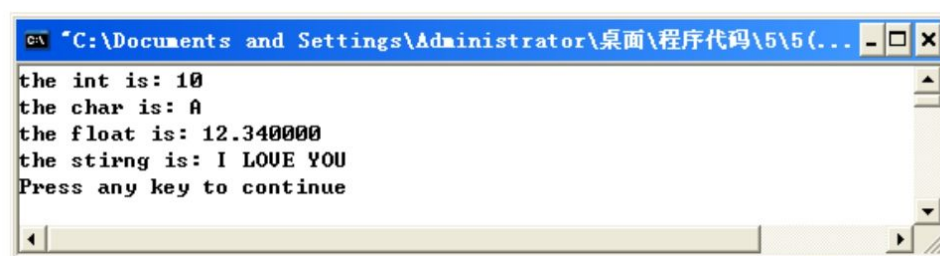 "C:\Documents and Settings\Administrator\桌面\程序代码\5\5(...
the int is: 10
the char is: A
the float is: 12.340000
the stirng is: I LOVE YOU
Press any key to continue